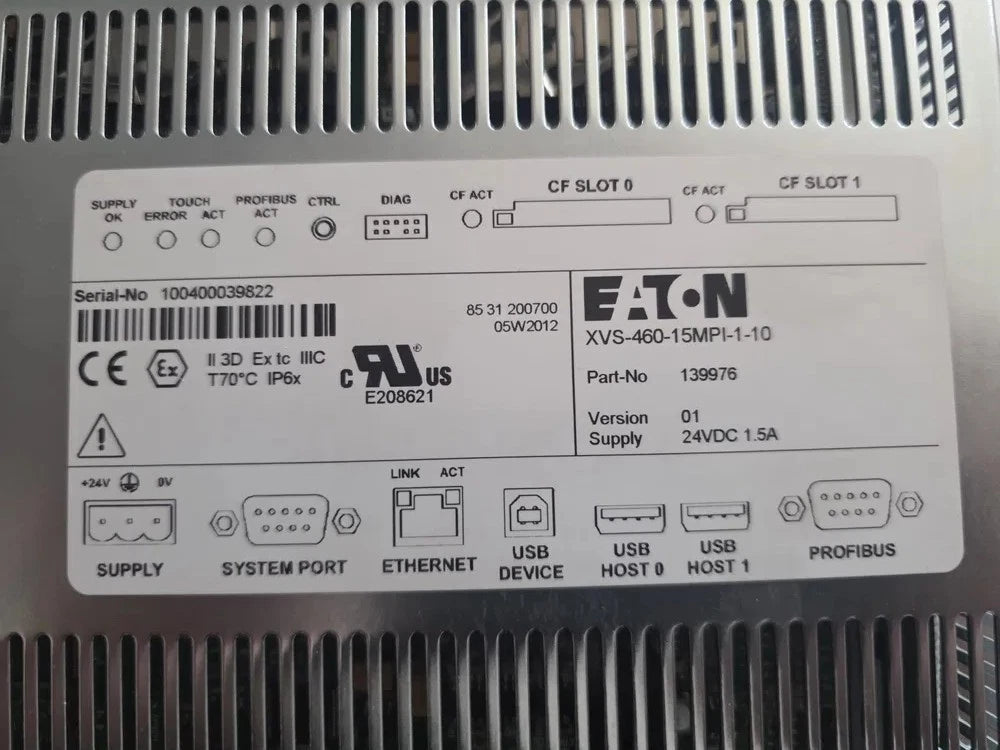 SUPPLY OK
TOUCH
ERROR ACT
PROFIBUS ACT
CTRL
DIAG
CF ACT
CF SLOT 0
CF ACT
CF SLOT 1
Serial-No 100400039822
85 31 200700
05W2012
CE Ex II 3D Ex tc IIIC
T70°C IP6x
C RU® US
E208621
EATON
XVS-460-15MPI-1-10
Part-No 139976
Version 01
Supply 24VDC 1.5A
!
+24V 0V
SUPPLY
SYSTEM PORT
LINK ACT
ETHERNET
USB
DEVICE
USB
HOST 0
USB
HOST 1
PROFIBUS